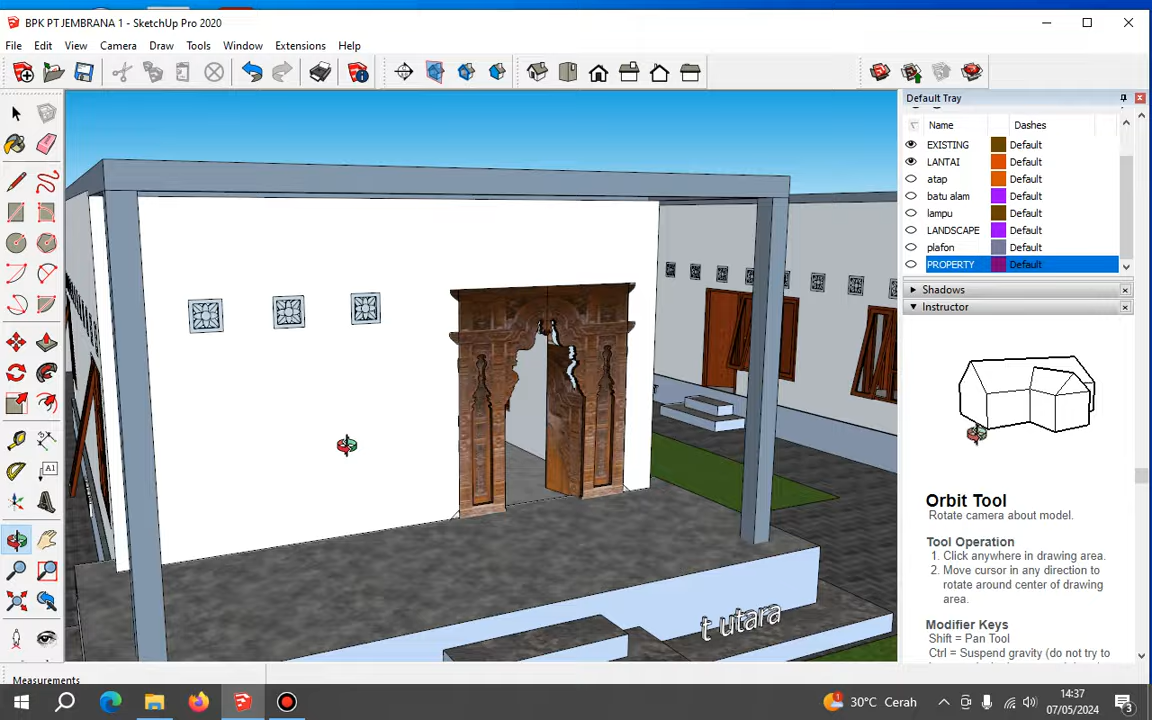 BPK PT JEMBRANA 1 - SketchUp Pro 2020
File Edit View Camera Draw Tools Window Extensions Help
Default Tray
Name Dashes
EXISTING Default
LANTAI Default
atap Default
batu alam Default
lampu Default
LANDSCAPE Default
plafon Default
PROPERTY Default
Shadows
Instructor
A1
t utara
Orbit Tool
Rotate camera about model.
Tool Operation
1. Click anywhere in drawing area.
2. Move cursor in any direction to
rotate around center of drawing
area.
Modifier Keys
Shift = Pan Tool
Ctrl = Suspend gravity (do not try to
Measurements
1
30°C Cerah
14:37
07/05/2024
3